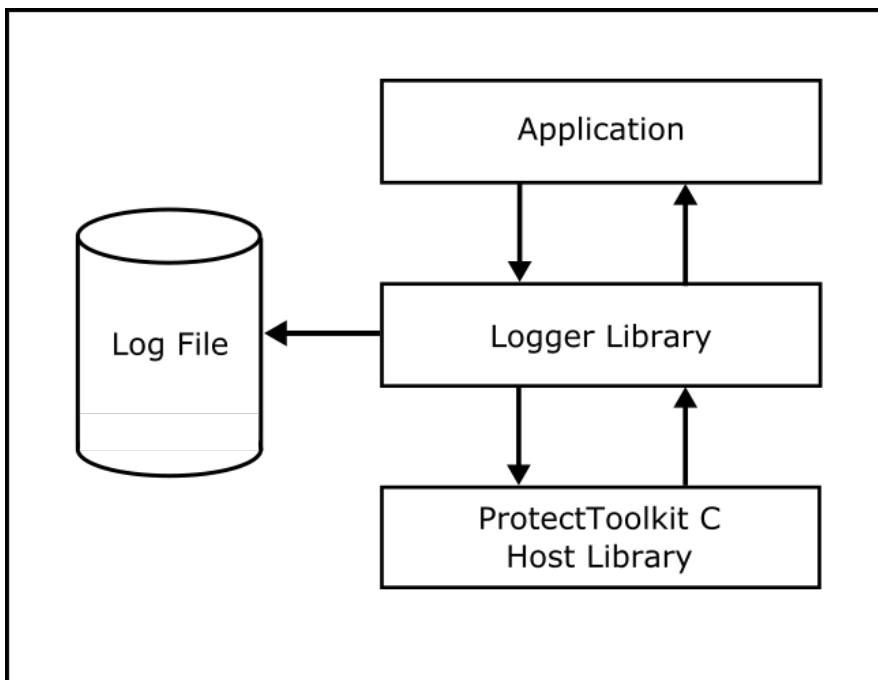 Application
Log File
Logger Library
ProtectToolkit C
Host Library